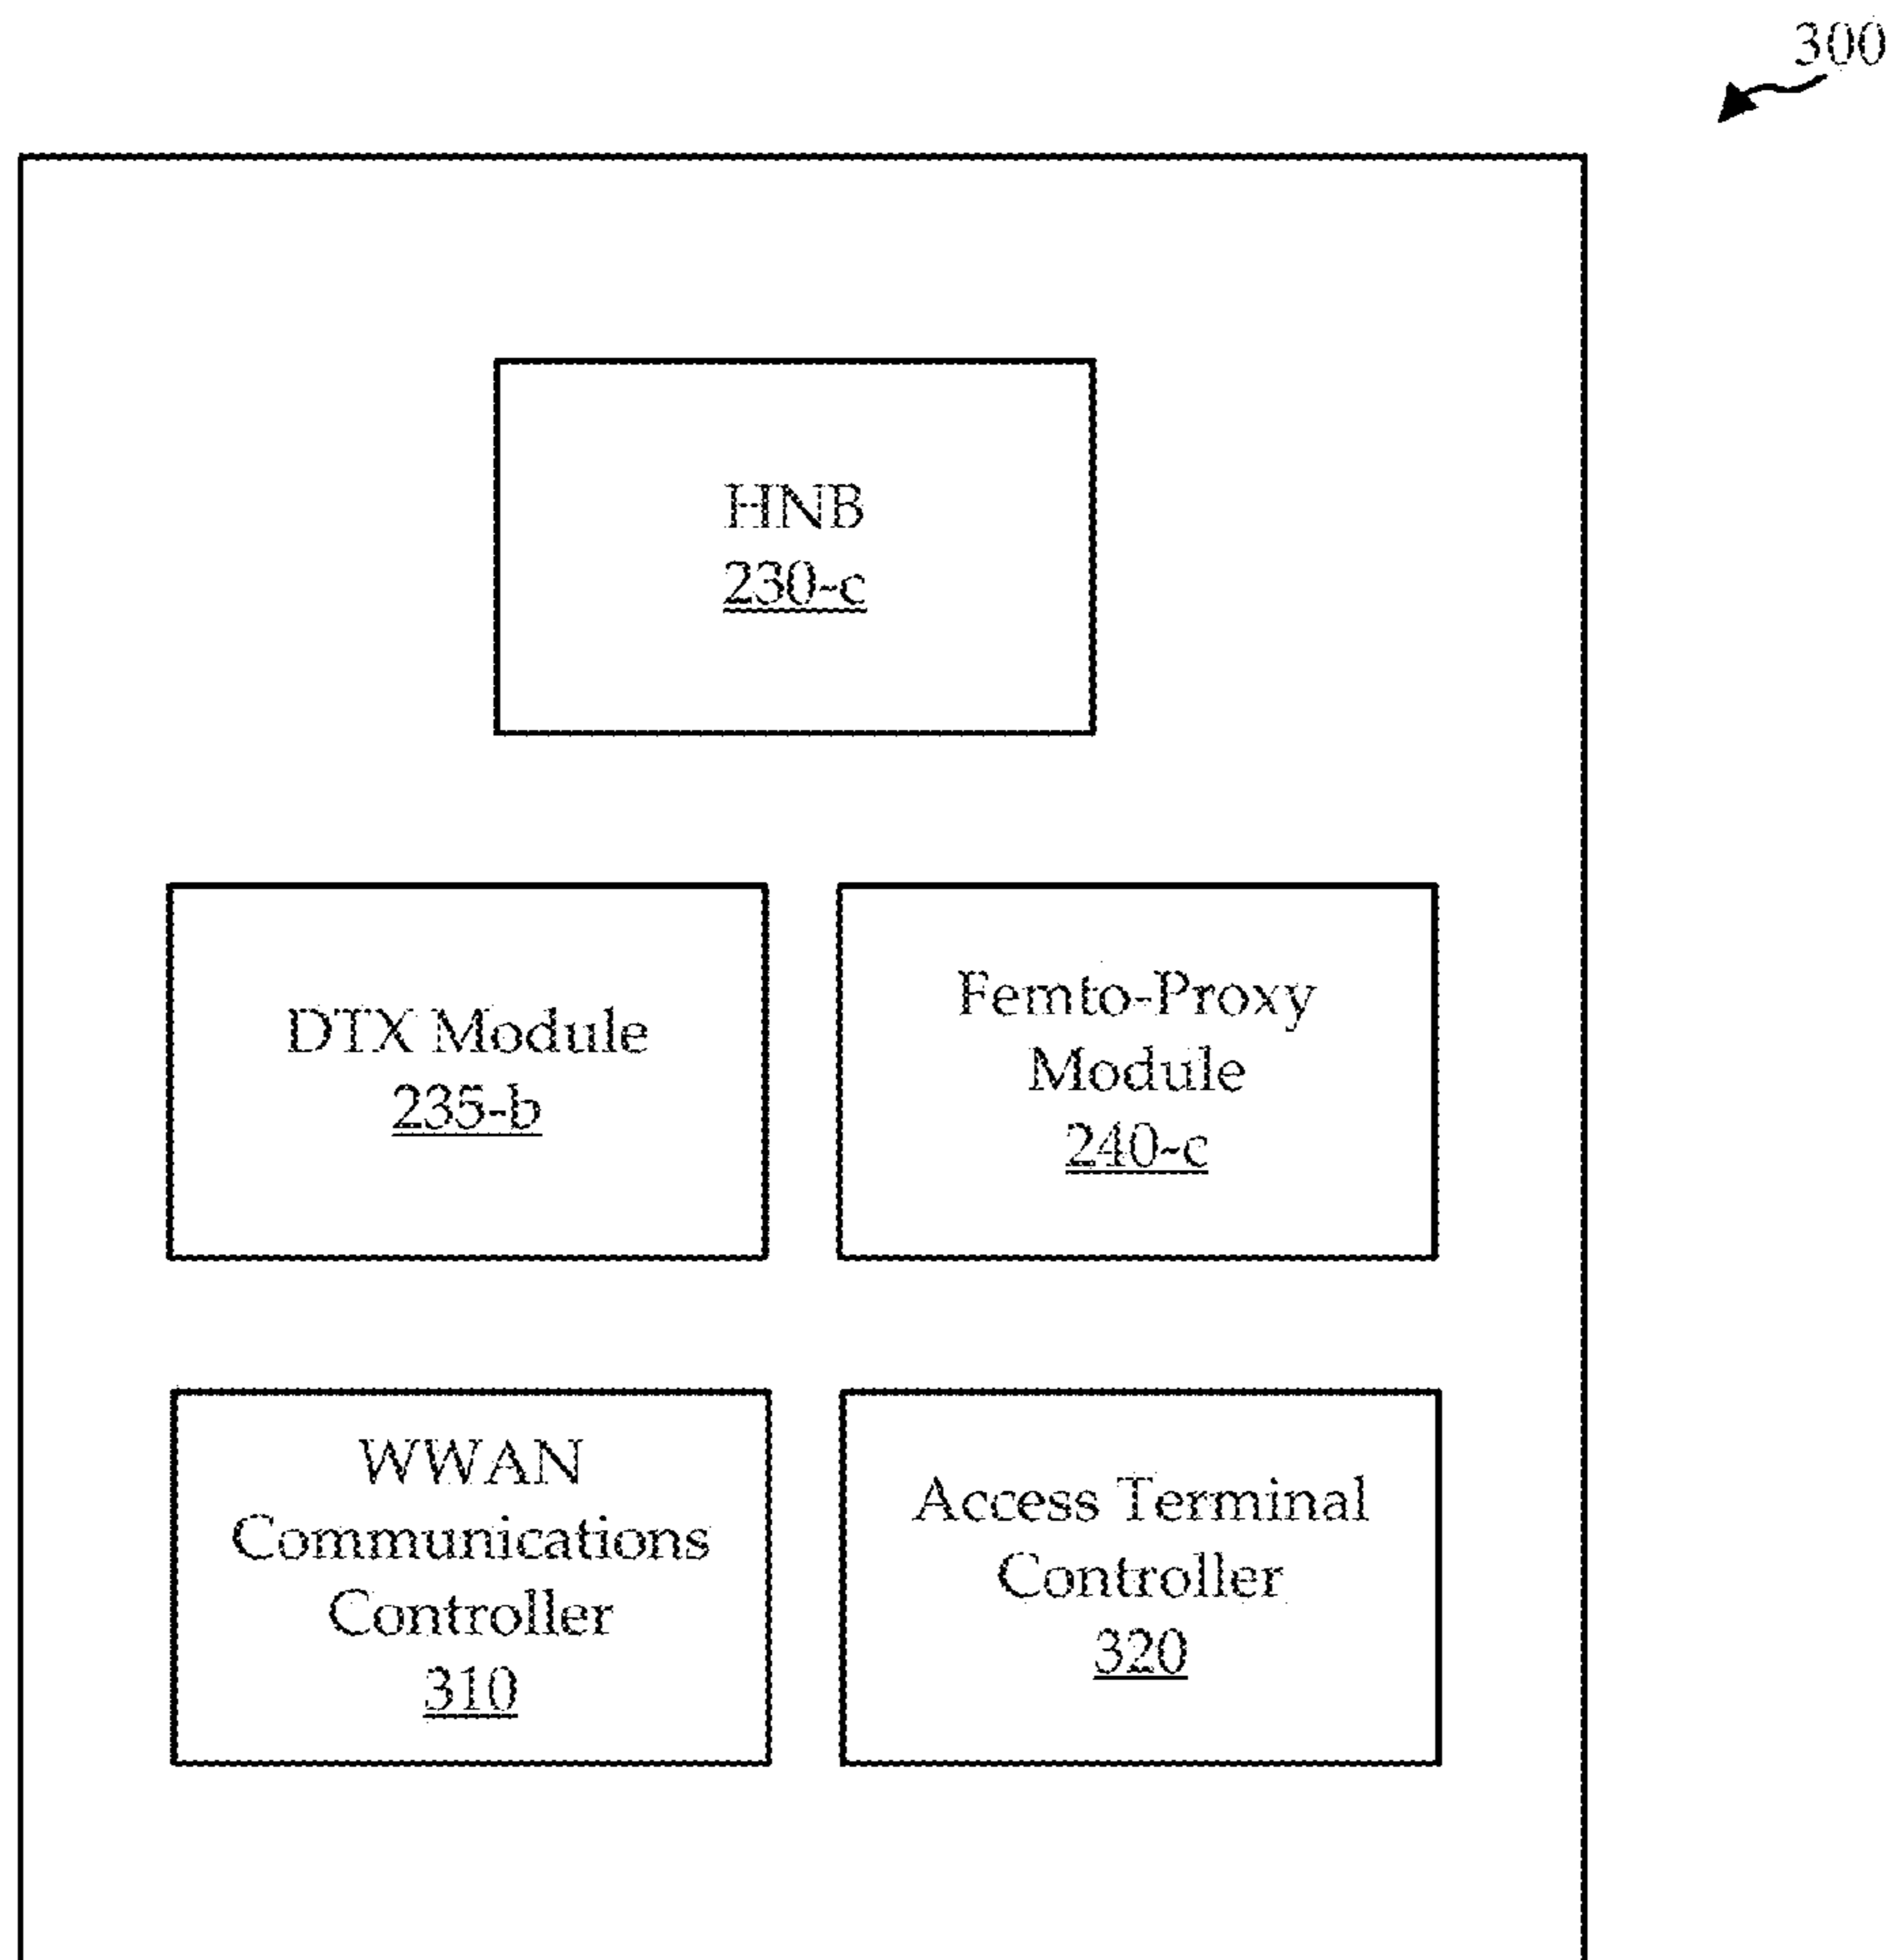 300
HNB
230-c
DTX Module
235-b
Femto-Proxy
Module
240-c
WWAN
Communications
Controller
310
Access Terminal
Controller
320